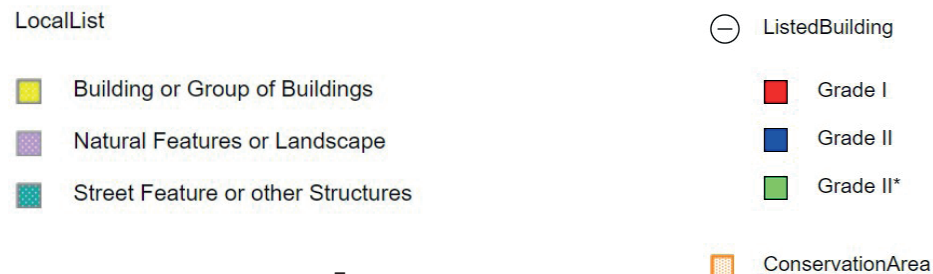 LocalList
Building or Group of Buildings
Natural Features or Landscape
Street Feature or other Structures
ListedBuilding
Grade I
Grade II
Grade II*
ConservationArea